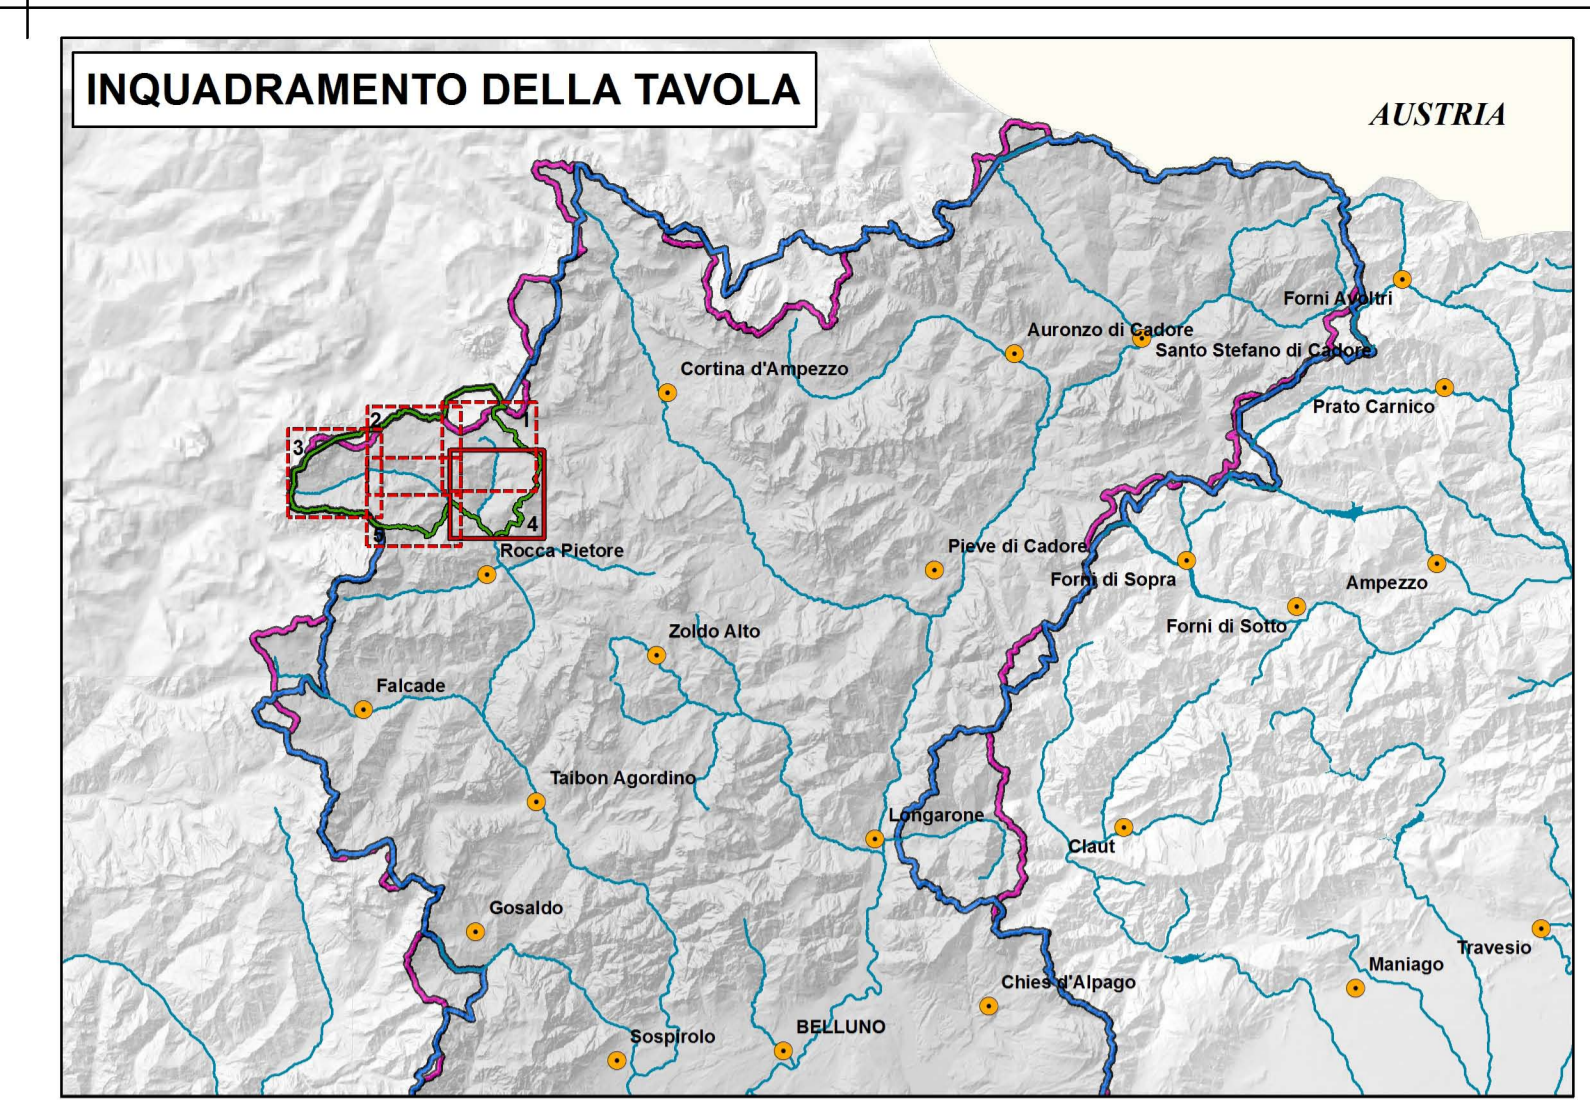 INQUADRAMENTO DELLA TAVOLA
AUSTRIA
Forni Avoltri
Auronzo di Cadore
Santo Stefano di Cadore
Cortina d'Ampezzo
Prato Carnico
1
2
3
4
5
Rocca Pietore
Pieve di Cadore
Forni di Sopra
Ampezzo
Forni di Sotto
Zoldo Alto
Falcade
Taibon Agordino
Longarone
Claut
Gosaldo
Travesio
Maniago
Chies d'Alpago
BELLUNO
Sospirolo